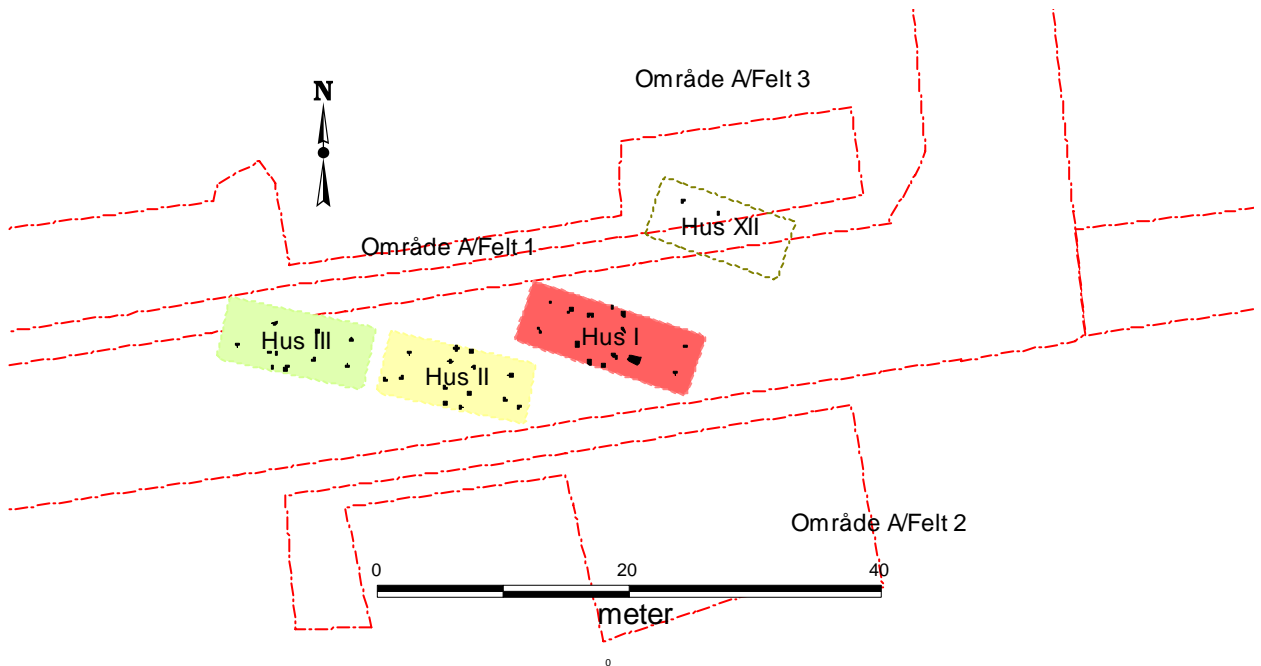 Område A/Felt 3
N
Hus XII
Område A/Felt 1
Hus III
Hus I
Hus II
Område A/Felt 2
0 20 40
meter
0